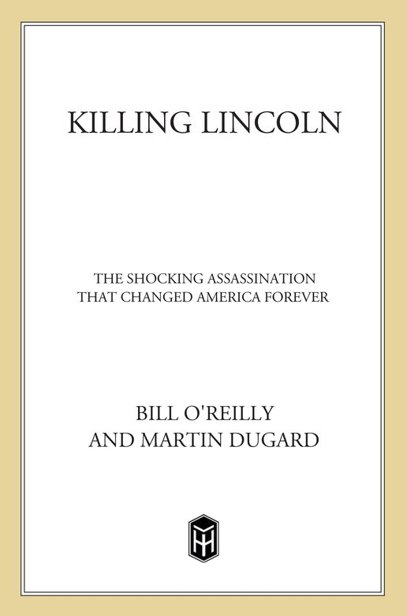 KILLING LINCOLN
THE SHOCKING ASSASSINATION
THAT CHANGED AMERICA FOREVER
BILL O'REILLY
AND MARTIN DUGARD